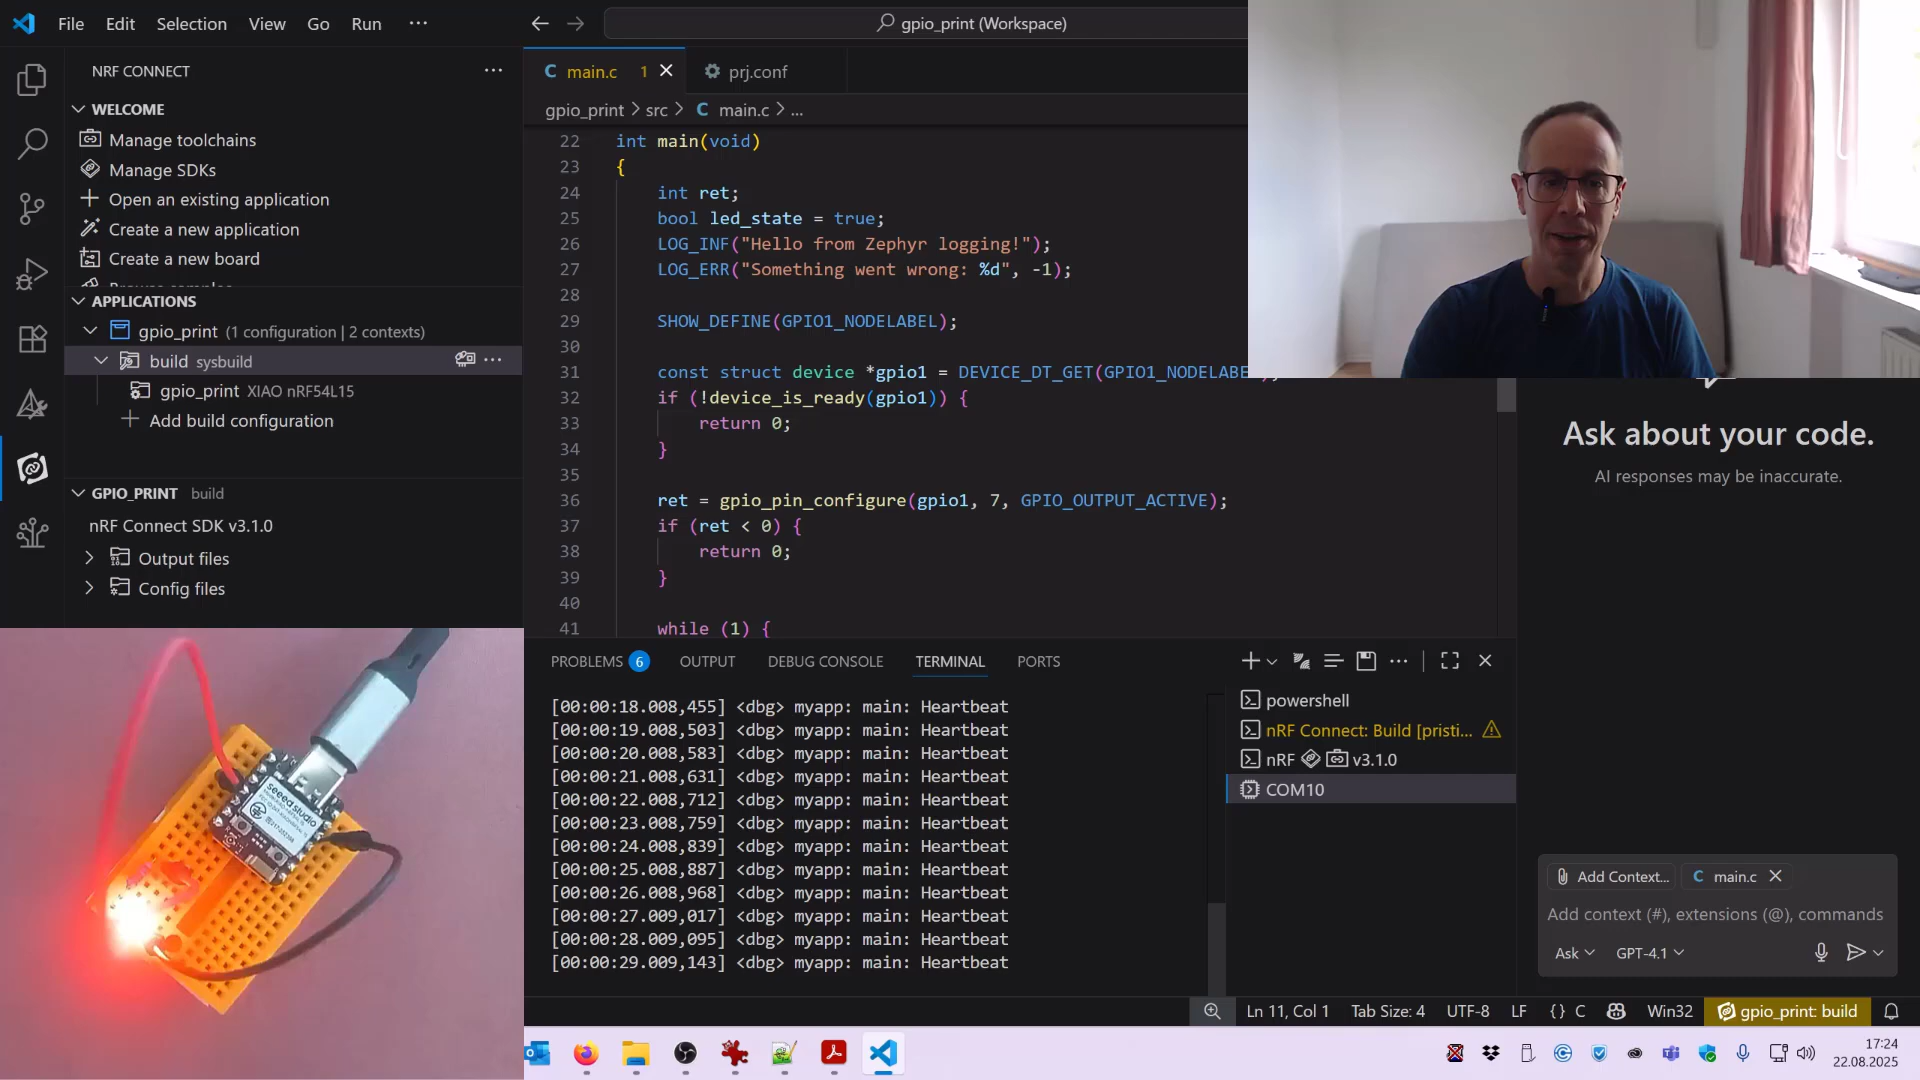 File Edit Selection View Go Run ···
gpio_print (Workspace)
NRF CONNECT
WELCOME
Manage toolchains
Manage SDKs
Open an existing application
Create a new application
Create a new board
APPLICATIONS
gpio_print (1 configuration | 2 contexts)
build sysbuild
gpio_print XIAO nRF54L15
Add build configuration
GPIO_PRINT build
nRF Connect SDK v3.1.0
Output files
Config files
main.c 1
prj.conf
gpio_print > src > C main.c > ...
22 int main(void)
23 {
24 int ret;
25 bool led_state = true;
26 LOG_INF("Hello from Zephyr logging!");
27 LOG_ERR("Something went wrong: %d", -1);
28
29 SHOW_DEFINE(GPIO1_NODELABEL);
30
31 const struct device *gpio1 = DEVICE_DT_GET(GPIO1_NODELABE
32 if (!device_is_ready(gpio1)) {
33 return 0;
34 }
35
36 ret = gpio_pin_configure(gpio1, 7, GPIO_OUTPUT_ACTIVE);
37 if (ret < 0) {
38 return 0;
39 }
40
41 while (1) {
PROBLEMS 6 OUTPUT DEBUG CONSOLE TERMINAL PORTS
[00:00:18.008,455] <dbg> myapp: main: Heartbeat
[00:00:19.008,503] <dbg> myapp: main: Heartbeat
[00:00:20.008,583] <dbg> myapp: main: Heartbeat
[00:00:21.008,631] <dbg> myapp: main: Heartbeat
[00:00:22.008,712] <dbg> myapp: main: Heartbeat
[00:00:23.008,759] <dbg> myapp: main: Heartbeat
[00:00:24.008,839] <dbg> myapp: main: Heartbeat
[00:00:25.008,887] <dbg> myapp: main: Heartbeat
[00:00:26.008,968] <dbg> myapp: main: Heartbeat
[00:00:27.009,017] <dbg> myapp: main: Heartbeat
[00:00:28.009,095] <dbg> myapp: main: Heartbeat
[00:00:29.009,143] <dbg> myapp: main: Heartbeat
powershell
nRF Connect: Build [pristi...
nRF v3.1.0
COM10
Ask about your code.
AI responses may be inaccurate.
Add Context... C main.c
Add context (#), extensions (@), commands
Ask GPT-4.1
Ln 11, Col 1 Tab Size: 4 UTF-8 LF {} C Win32 gpio_print: build
17:24
22.08.2025
seeed studio